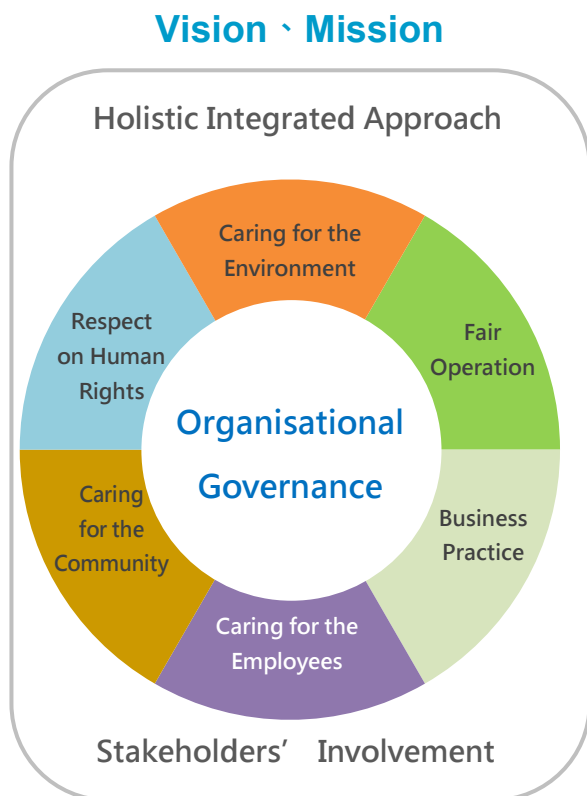 Vision、Mission
Holistic Integrated Approach
Caring for the
Environment
Fair
Operation
Respect
on Human
Rights
Organisational
Governance
Caring
for the
Community
Business
Practice
Caring for the
Employees
Stakeholders’ Involvement